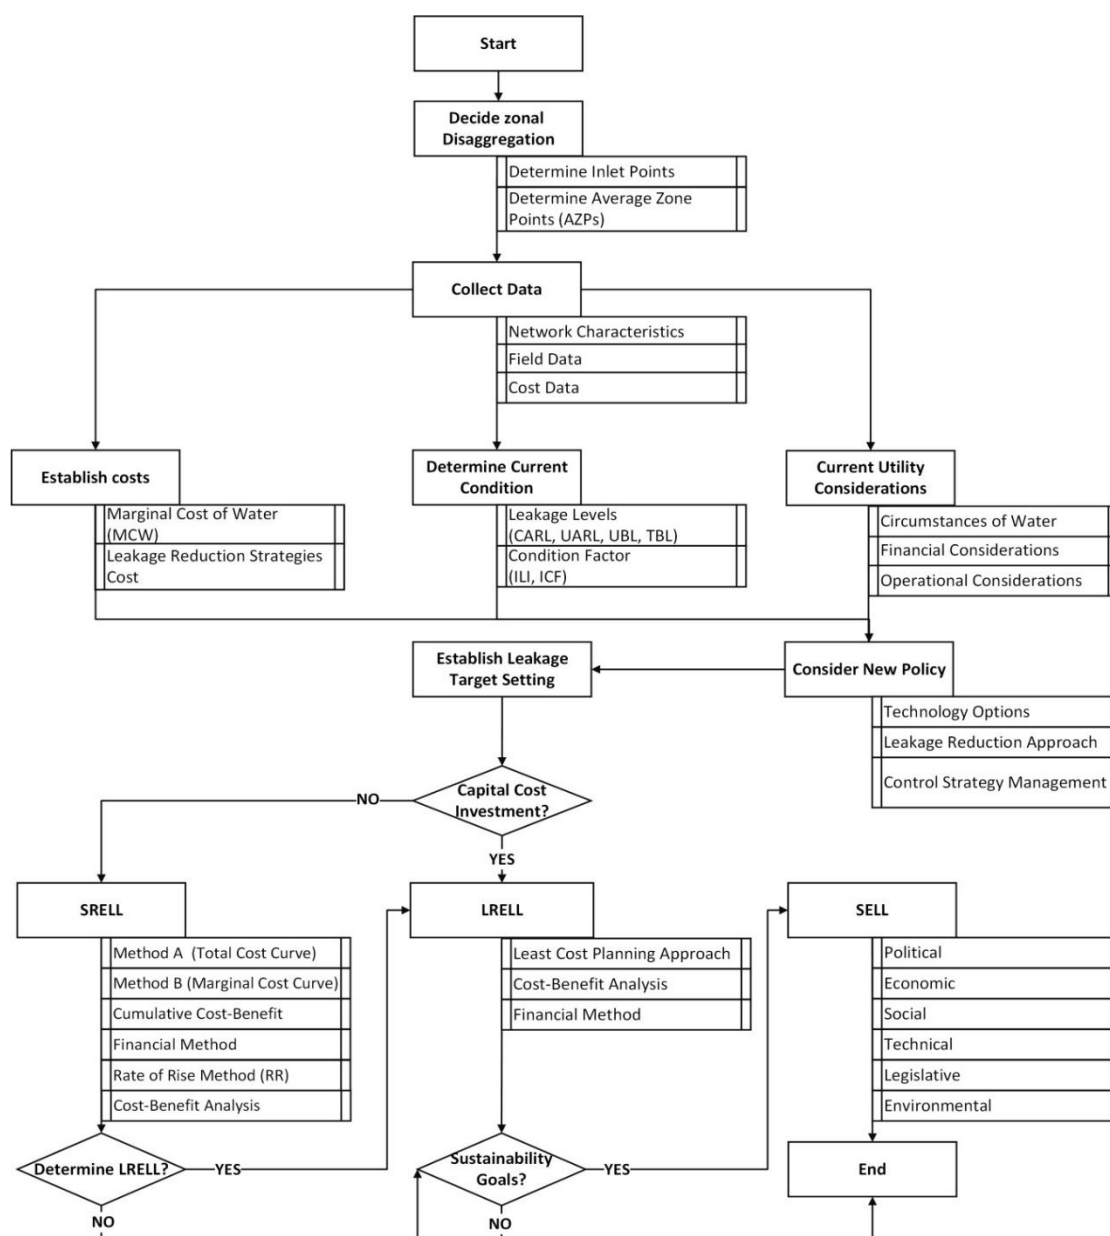 Start
Decide zonal
Disaggregation
Determine Inlet Points
Determine Average Zone
Points (AZPs)
Collect Data
Network Characteristics
Field Data
Cost Data
Establish costs
Marginal Cost of Water
(MCW)
Leakage Reduction Strategies
Cost
Determine Current
Condition
Leakage Levels
(CARL, UARL, UBL, TBL)
Condition Factor
(ILI, ICF)
Current Utility
Considerations
Circumstances of Water
Financial Considerations
Operational Considerations
Consider New Policy
Technology Options
Leakage Reduction Approach
Control Strategy Management
Establish Leakage
Target Setting
Capital Cost
Investment?
NO
YES
SRELL
Method A (Total Cost Curve)
Method B (Marginal Cost Curve)
Cumulative Cost-Benefit
Financial Method
Rate of Rise Method (RR)
Cost-Benefit Analysis
Determine LRELL?
YES
NO
LRELL
Least Cost Planning Approach
Cost-Benefit Analysis
Financial Method
Sustainability
Goals?
YES
NO
SELL
Political
Economic
Social
Technical
Legislative
Environmental
End